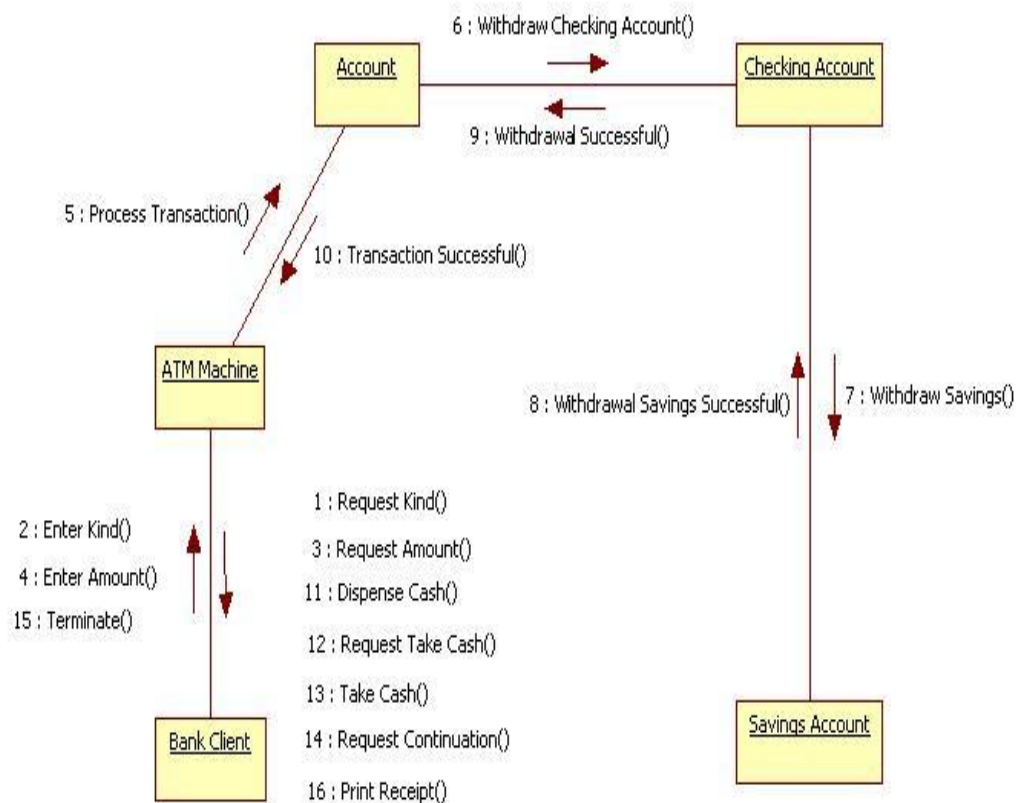 6 : Withdraw Checking Account()
Account
Checking Account
9 : Withdrawal Successful()
5 : Process Transaction()
10 : Transaction Successful()
ATM Machine
8 : Withdrawal Savings Successful()
7 : Withdraw Savings()
1 : Request Kind()
2 : Enter Kind()
3 : Request Amount()
4 : Enter Amount()
11 : Dispense Cash()
15 : Terminate()
12 : Request Take Cash()
13 : Take Cash()
Savings Account
Bank Client
14 : Request Continuation()
16 : Print Receipt()